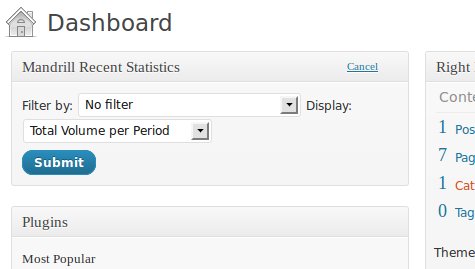 Dashboard
Mandrill Recent Statistics Cancel
Filter by: No filter Display:
Total Volume per Period
Submit
Plugins
Most Popular
Right
Conte
1 Pos
7 Pag
1 Cat
0 Tag
Theme